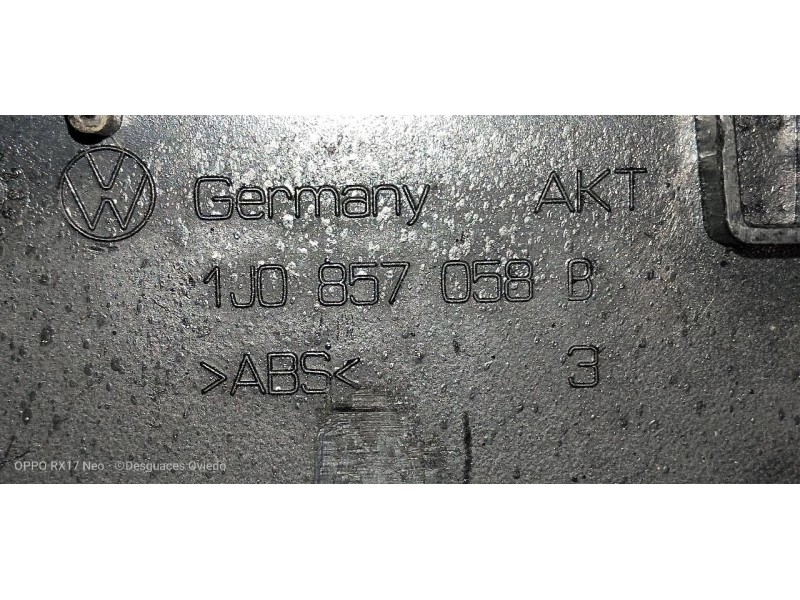 Germany AKT
1J0 857 058 B
>ABS< 3
OPPO RX17 Neo · ©Desguaces Oviedo